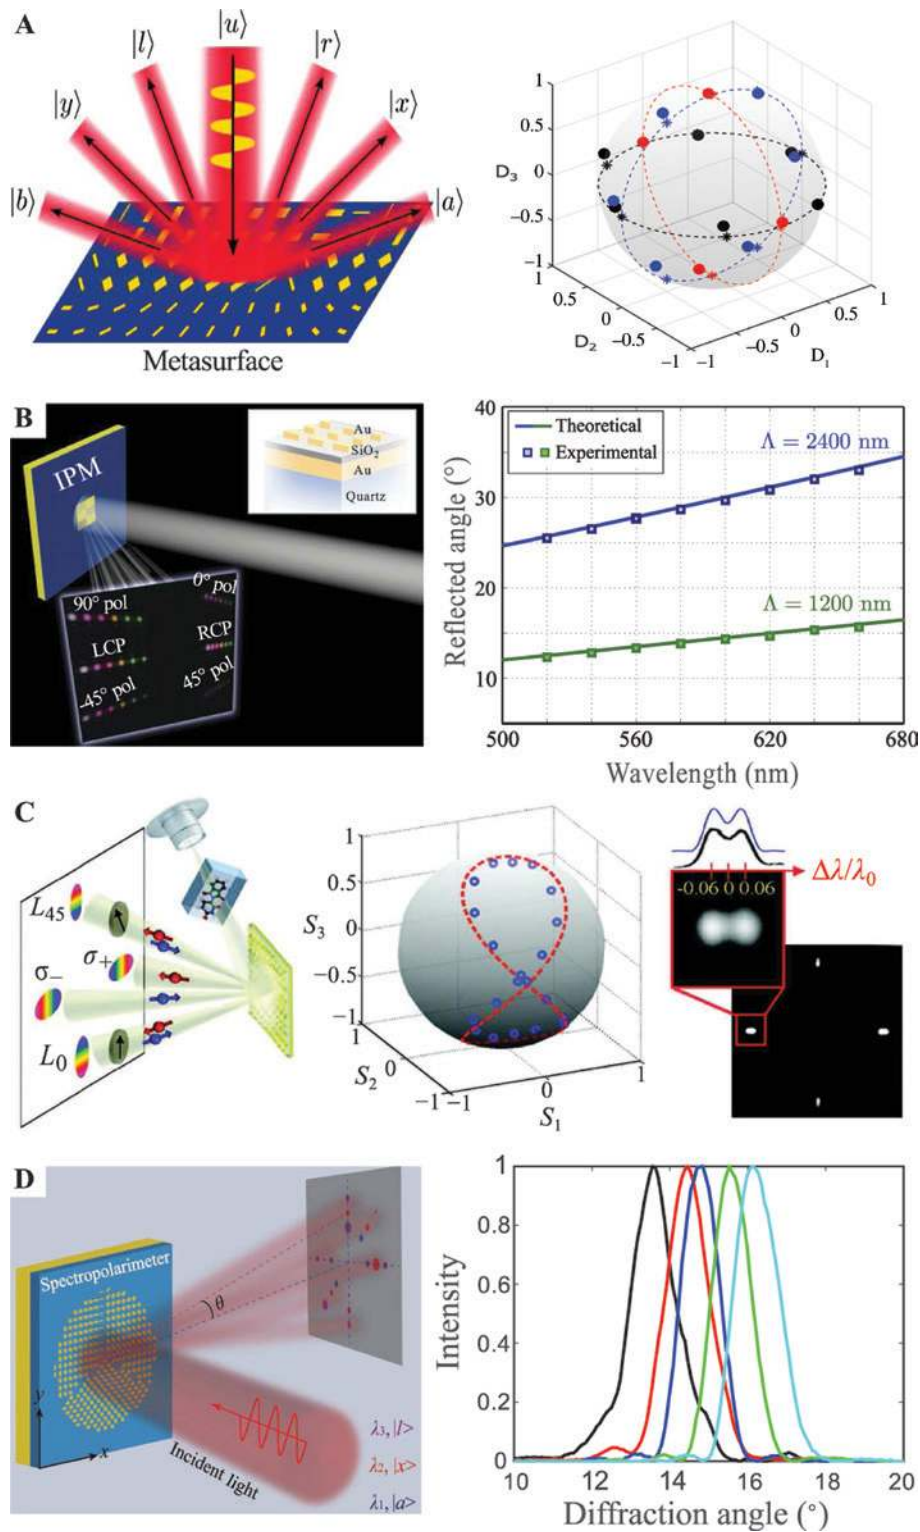 A
|u⟩
|l⟩
|r⟩
|y⟩
|x⟩
|b⟩
|a⟩
Metasurface
1
0.5
0
−0.5
−1
D₃
1
0.5
0
−0.5
−1
D₂
−1
−0.5
0
0.5
1
D₁
B
IPM
Au
SiO₂
Au
Quartz
90° pol
0° pol
LCP
RCP
-45° pol
45° pol
40
30
20
10
Reflected angle (°)
Theoretical
Experimental
Λ = 2400 nm
Λ = 1200 nm
500
560
620
680
Wavelength (nm)
C
L₄₅
σ₊
σ₋
L₀
1
0.5
0
−0.5
−1
S₃
1
0
−1
S₂
−1
0
1
S₁
Δλ/λ₀
-0.06 0 0.06
D
Spectropolarimeter
θ
y
x
Incident light
λ₃, |l>
λ₂, |x>
λ₁, |a>
1
0.8
0.6
0.4
0.2
0
Intensity
10
12
14
16
18
20
Diffraction angle (°)